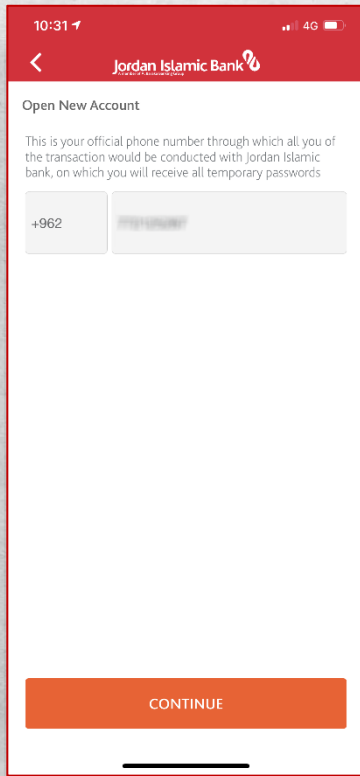 10:31
4G
Jordan Islamic Bank
Open New Account
This is your official phone number through which all you of
the transaction would be conducted with Jordan Islamic
bank, on which you will receive all temporary passwords
+962
CONTINUE